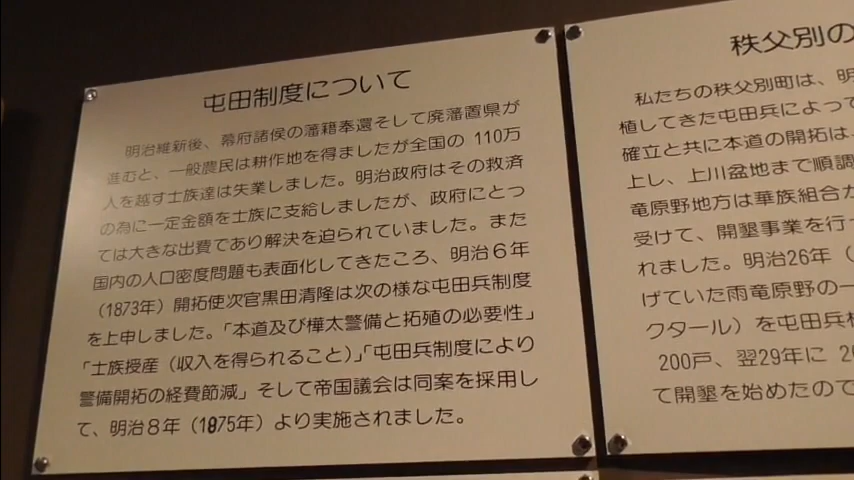 屯田制度について
明治維新後、幕府諸侯の藩籍奉還そして廃藩置県が
進むと、一般農民は耕作地を得ましたが全国の 110万
人を越す士族達は失業しました。明治政府はその救済
の為に一定金額を士族に支給しましたが、政府にとっ
ては大きな出費であり解決を迫られていました。また
国内の人口密度問題も表面化してきたころ、明治6年
(1873年) 開拓使次官黒田清隆は次の様な屯田兵制度
を上申しました。「本道及び樺太警備と拓殖の必要性」
「士族授産(収入を得られること)」「屯田兵制度により
警備開拓の経費節減」そして帝国議会は同案を採用し
て、明治8年(1875年)より実施されました。
秩父別の
私たちの秩父別町は、明
植してきた屯田兵によって
確立と共に本道の開拓は、
上し、上川盆地まで順調
竜原野地方は華族組合が
受けて、開墾事業を行っ
れました。明治26年(
げていた雨竜原野の一
クタール)を屯田兵
200戸、翌29年に 2
て開墾を始めたので